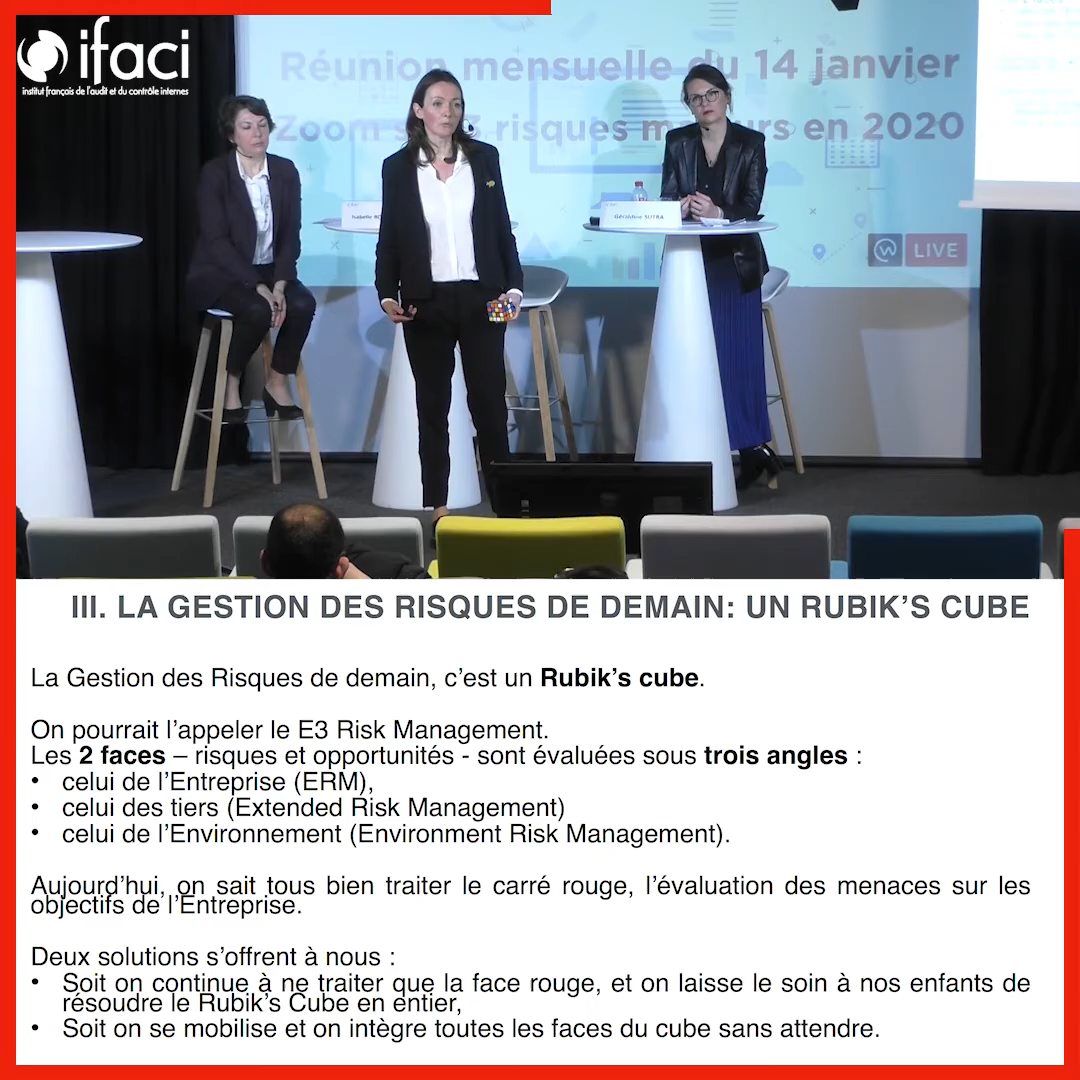 ifaci
institut français de l'audit et du contrôle internes
Réunion mensuelle du 14 janvier
Zoom 3 risques en 2020
Isabelle
Géraldine SUTRA
LIVE
III. LA GESTION DES RISQUES DE DEMAIN: UN RUBIK'S CUBE
La Gestion des Risques de demain, c'est un Rubik's cube.
On pourrait l'appeler le E3 Risk Management.
Les 2 faces – risques et opportunités - sont évaluées sous trois angles :
• celui de l'Entreprise (ERM),
• celui des tiers (Extended Risk Management)
• celui de l'Environnement (Environment Risk Management).
Aujourd'hui, on sait tous bien traiter le carré rouge, l'évaluation des menaces sur les
objectifs de l'Entreprise.
Deux solutions s'offrent à nous :
• Soit on continue à ne traiter que la face rouge, et on laisse le soin à nos enfants de
résoudre le Rubik's Cube en entier,
• Soit on se mobilise et on intègre toutes les faces du cube sans attendre.